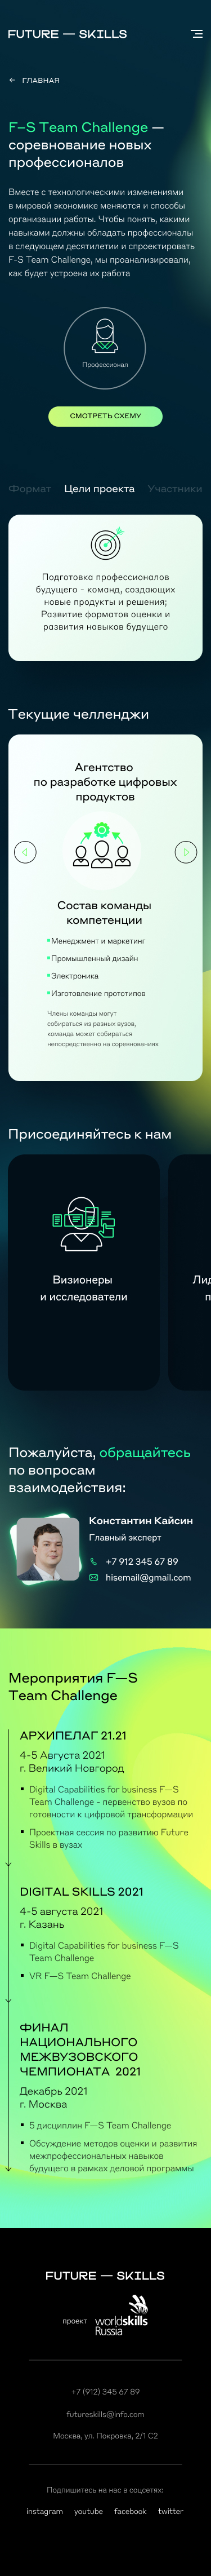 FUTURE — SKILLS
← ГЛАВНАЯ
F–S Team Challenge —
соревнование новых
профессионалов
Вместе с технологическими изменениями
в мировой экономике меняются и способы
организации работы. Чтобы понять, какими
навыками должны обладать профессионалы
в следующем десятилетии и спроектировать
F-S Team Challenge, мы проанализировали,
как будет устроена их работа
Профессионал
СМОТРЕТЬ СХЕМУ
Формат Цели проекта Участники
Подготовка профессионалов
будущего - команд, создающих
новые продукты и решения;
Развитие форматов оценки и
развития навыков будущего
Текущие челленджи
Агентство
по разработке цифровых
продуктов
Состав команды
компетенции
Менеджмент и маркетинг
Промышленный дизайн
Электроника
Изготовление прототипов
Члены команды могут
собираться из разных вузов,
команда может собираться
непосредственно на соревнованиях
Присоединяйтесь к нам
Визионеры
и исследователи
Лид
п
Пожалуйста, обращайтесь
по вопросам
взаимодействия:
Константин Кайсин
Главный эксперт
+7 912 345 67 89
hisemail@gmail.com
Мероприятия F—S
Team Challenge
АРХИПЕЛАГ 21.21
4-5 Августа 2021
г. Великий Новгород
Digital Capabilities for business F—S
Team Challenge - первенство вузов по
готовности к цифровой трансформации
Проектная сессия по развитию Future
Skills в вузах
DIGITAL SKILLS 2021
4-5 августа 2021
г. Казань
Digital Capabilities for business F—S
Team Challenge
VR F—S Team Challenge
ФИНАЛ
НАЦИОНАЛЬНОГО
МЕЖВУЗОВСКОГО
ЧЕМПИОНАТА 2021
Декабрь 2021
г. Москва
5 дисциплин F—S Team Challenge
Обсуждение методов оценки и развития
межпрофессиональных навыков
будущего в рамках деловой программы
FUTURE — SKILLS
проект worldskills
Russia
+7 (912) 345 67 89
futureskills@info.com
Москва, ул. Покровка, 2/1 С2
Подпишитесь на нас в соцсетях:
instagram youtube facebook twitter